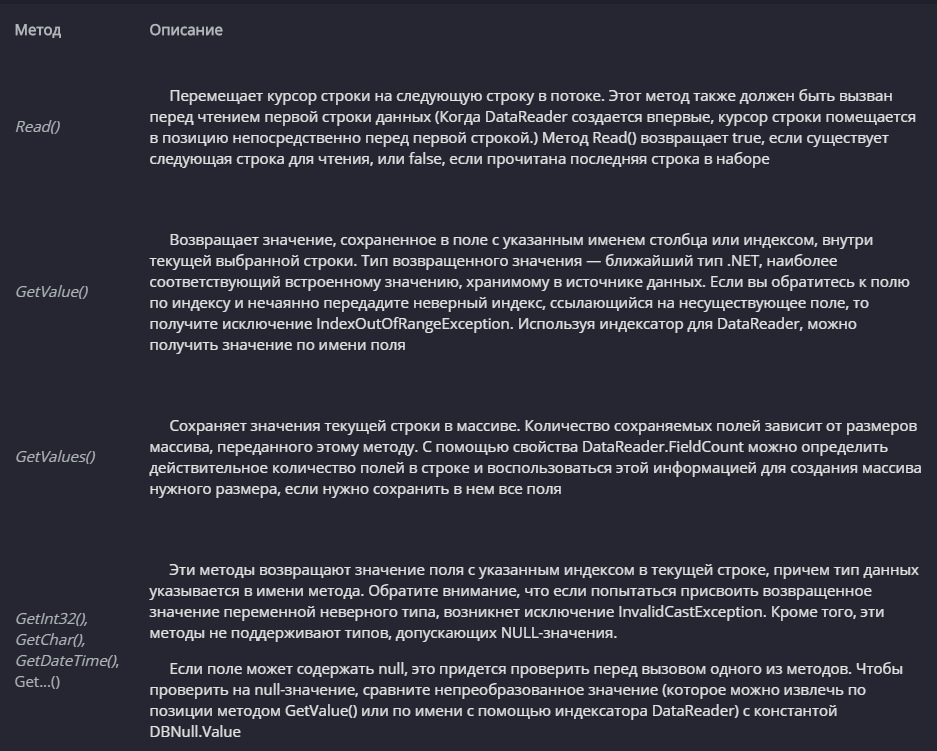 Метод Описание
Перемещает курсор строки на следующую строку в потоке. Этот метод также должен быть вызван
перед чтением первой строки данных (Когда DataReader создается впервые, курсор строки помещается
Read()
в позицию непосредственно перед первой строкой.) Метод Read() возвращает true, если существует
следующая строка для чтения, или false, если прочитана последняя строка в наборе
Возвращает значение, сохраненное в поле с указанным именем столбца или индексом, внутри
текущей выбранной строки. Тип возвращенного значения — ближайший тип .NET, наиболее
соответствующий встроенному значению, хранимому в источнике данных. Если вы обратитесь к полю
GetValue()
по индексу и нечаянно передадите неверный индекс, ссылающийся на несуществующее поле, то
получите исключение IndexOutOfRangeException. Используя индексатор для DataReader, можно
получить значение по имени поля
Сохраняет значения текущей строки в массиве. Количество сохраняемых полей зависит от размеров
массива, переданного этому методу. С помощью свойства DataReader.FieldCount можно определить
GetValues()
действительное количество полей в строке и воспользоваться этой информацией для создания массива
нужного размера, если нужно сохранить в нем все поля
Эти методы возвращают значение поля с указанным индексом в текущей строке, причем тип данных
указывается в имени метода. Обратите внимание, что если попытаться присвоить возвращенное
значение переменной неверного типа, возникнет исключение InvalidCastException. Кроме того, эти
методы не поддерживают типов, допускающих NULL-значения.
GetInt32(),
GetChar(),
GetDateTime(),
Get...()
Если поле может содержать null, это придется проверить перед вызовом одного из методов. Чтобы
проверить на null-значение, сравните непреобразованное значение (которое можно извлечь по
позиции методом GetValue() или по имени с помощью индексатора DataReader) с константой
DBNull.Value